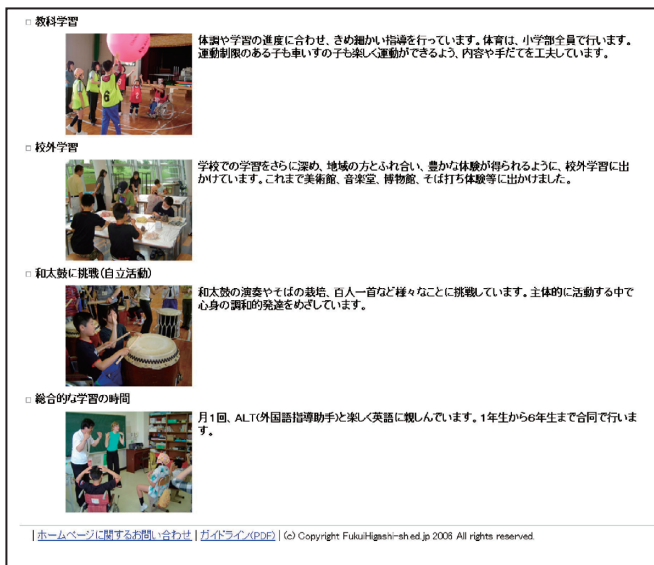 教科学習
体調や学習の進度に合わせ、きめ細かい指導を行っています。体育は、小学部全員で行います。
運動制限のある子も車いすの子も楽しく運動ができるよう、内容や手だてを工夫しています。
6
校外学習
学校での学習をさらに深め、地域の方とふれ合い、豊かな体験が得られるように、校外学習に出
かけています。これまで美術館、音楽堂、博物館、そば打ち体験等に出かけました。
和太鼓に挑戦(自立活動)
和太鼓の演奏やそばの栽培、百人一首など様々なことに挑戦しています。主体的に活動する中で
心身の調和的発達をめざしています。
総合的な学習の時間
月1回、ALT(外国語指導助手)と楽しく英語に親しんでいます。1年生から6年生まで合同で行いま
す。
|ホームページに関するお問い合わせ|ガイドライン(PDF)|(c) Copyright FukuiHigashi-sh.ed.jp 2006 All rights reserved.